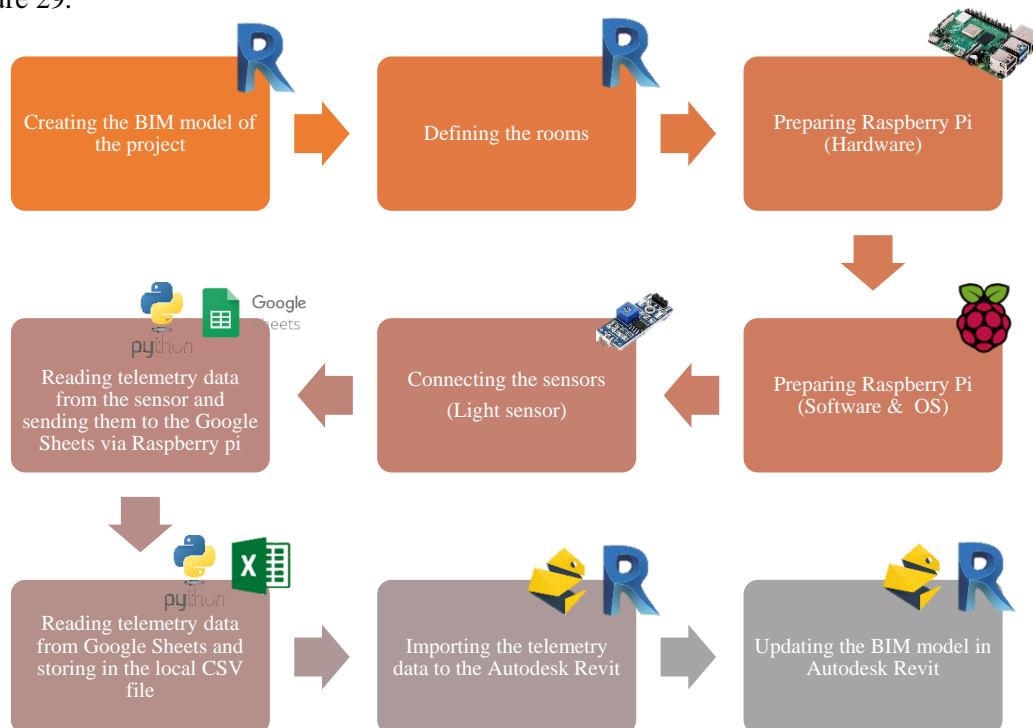 ure 29.
R
R
Creating the BIM model of
the project
Defining the rooms
Preparing Raspberry Pi
(Hardware)
Preparing Raspberry Pi
(Software &  OS)
Connecting the sensors
(Light sensor)
python
Google
Sheets
Reading telemetry data
from the sensor and
sending them to the Google
Sheets via Raspberry pi
python
X
Reading telemetry data
from Google Sheets and
storing in the local CSV
file
R
Importing the telemetry
data to the Autodesk Revit
R
Updating the BIM model in
Autodesk Revit